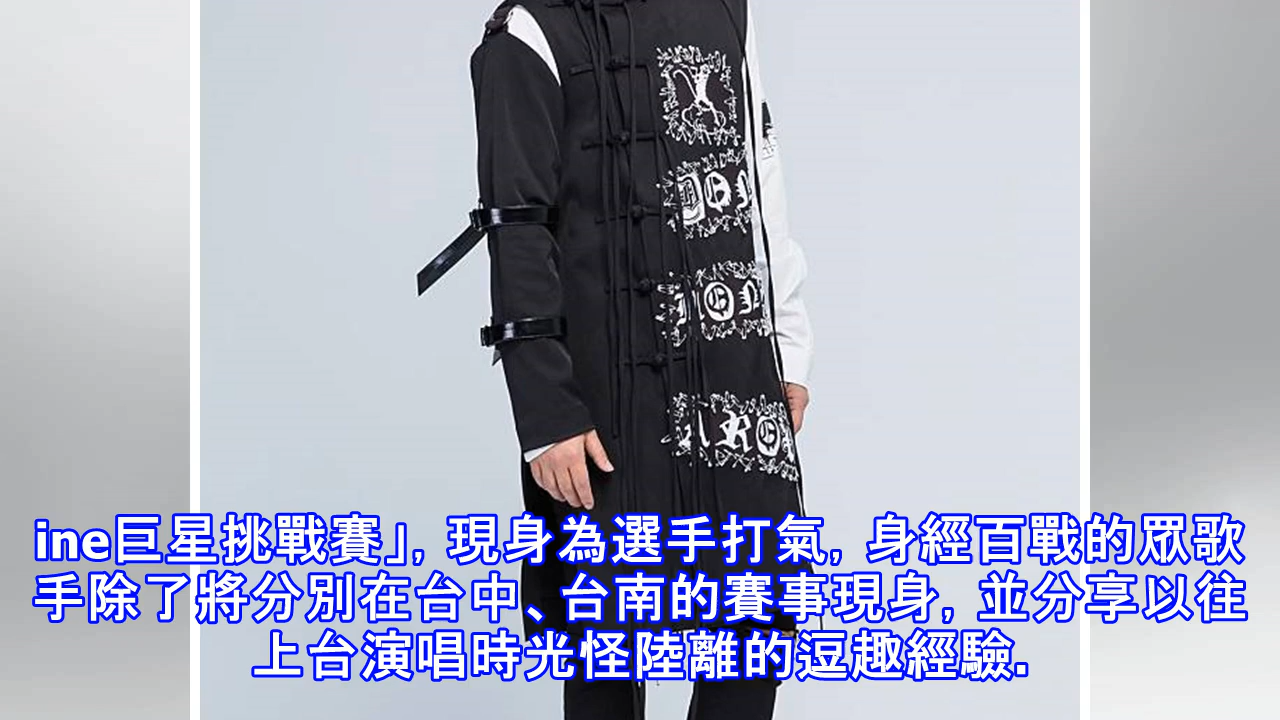 DON
ine巨星挑戰賽」, 現身為選手打氣, 身經百戰的眾歌
手除了將分別在台中、台南的賽事現身, 並分享以往
上台演唱時光怪陸離的逗趣經驗.